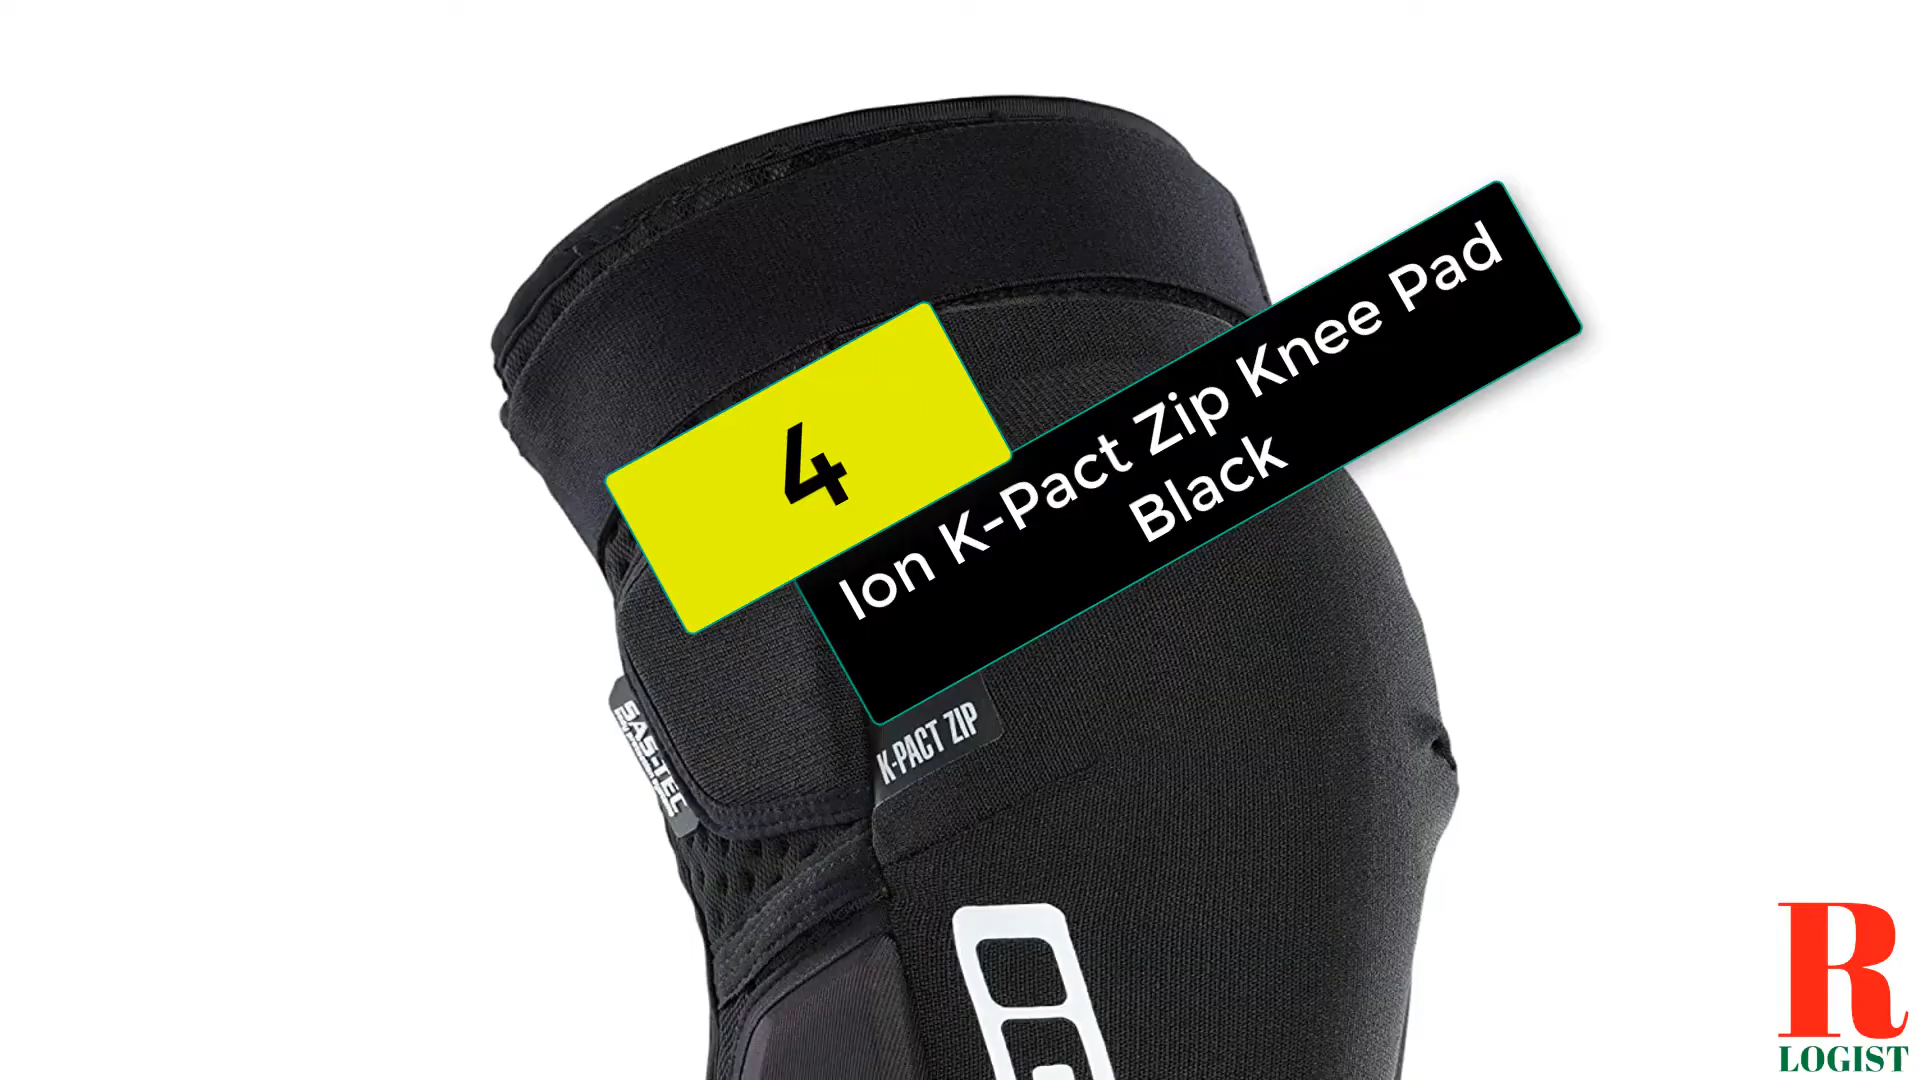 4
Ion K-Pact Zip Knee Pad
Black
K-PACT ZIP
SAS-TEC
R
LOGIST